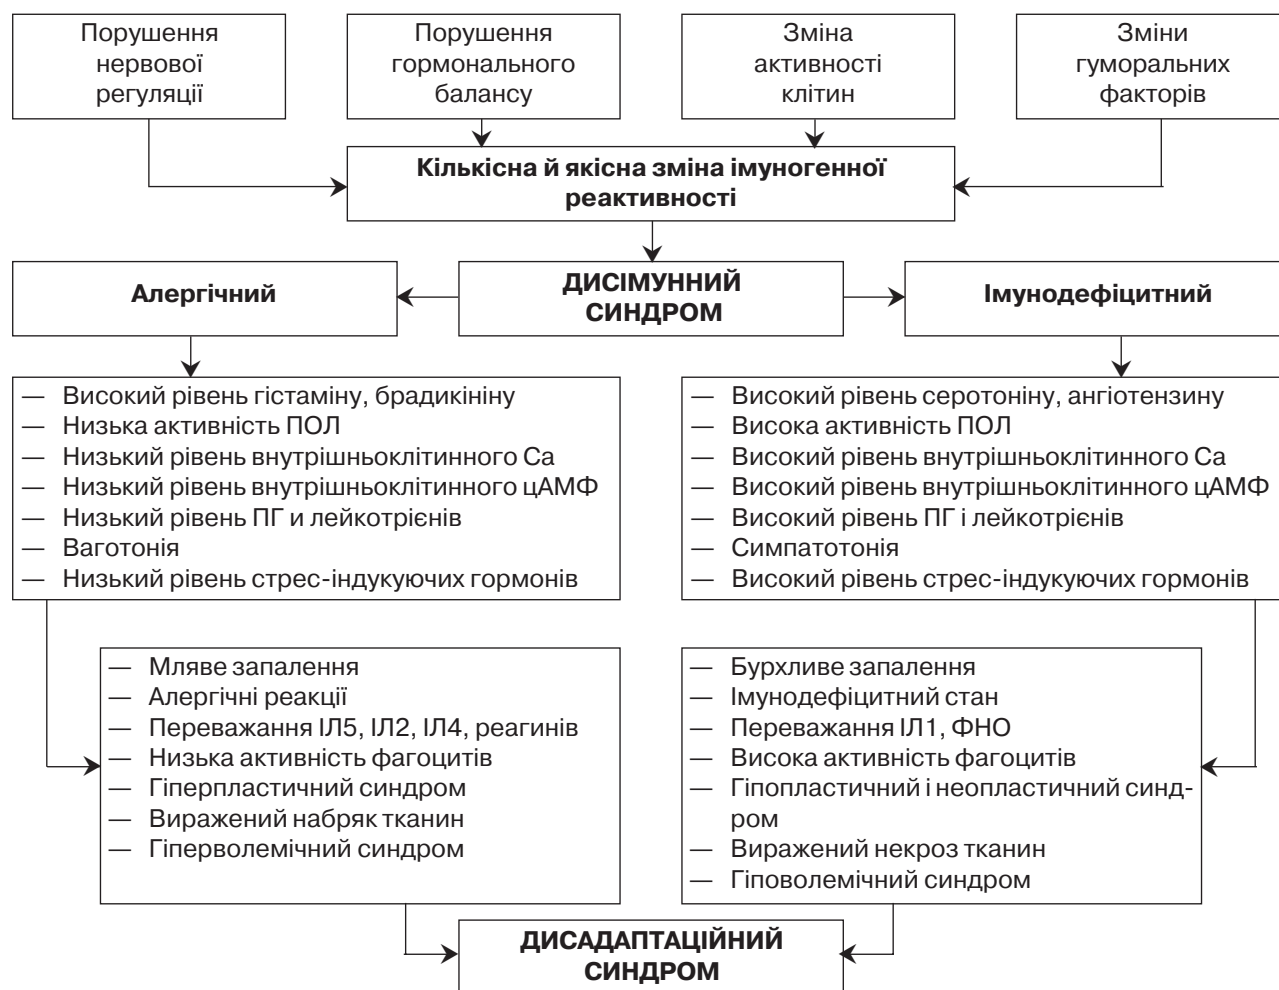 Порушення
нервової
регуляції
Порушення
гормонального
балансу
Зміна
активності
клітин
Зміни
гуморальних
факторів
Кількісна й якісна зміна імуногенної
реактивності
Алергічний
ДИСІМУННИЙ
СИНДРОМ
Імунодефіцитний
— Високий рівень гістаміну, брадикініну
— Низька активність ПОЛ
— Низький рівень внутрішньоклітинного Са
— Низький рівень внутрішньоклітинного цАМФ
— Низький рівень ПГ и лейкотрієнів
— Ваготонія
— Низький рівень стрес-індукуючих гормонів
— Високий рівень серотоніну, ангіотензину
— Висока активність ПОЛ
— Високий рівень внутрішньоклітинного Са
— Високий рівень внутрішньоклітинного цАМФ
— Високий рівень ПГ і лейкотрієнів
— Симпатотонія
— Високий рівень стрес-індукуючих гормонів
— Мляве запалення
— Алергічні реакції
— Переважання ІЛ5, ІЛ2, ІЛ4, реагинів
— Низька активність фагоцитів
— Гіперпластичний синдром
— Виражений набряк тканин
— Гіперволемічний синдром
— Бурхливе запалення
— Імунодефіцитний стан
— Переважання ІЛ1, ФНО
— Висока активність фагоцитів
— Гіпопластичний і неопластичний синд-
ром
— Виражений некроз тканин
— Гіповолемічний синдром
ДИСАДАПТАЦІЙНИЙ
СИНДРОМ